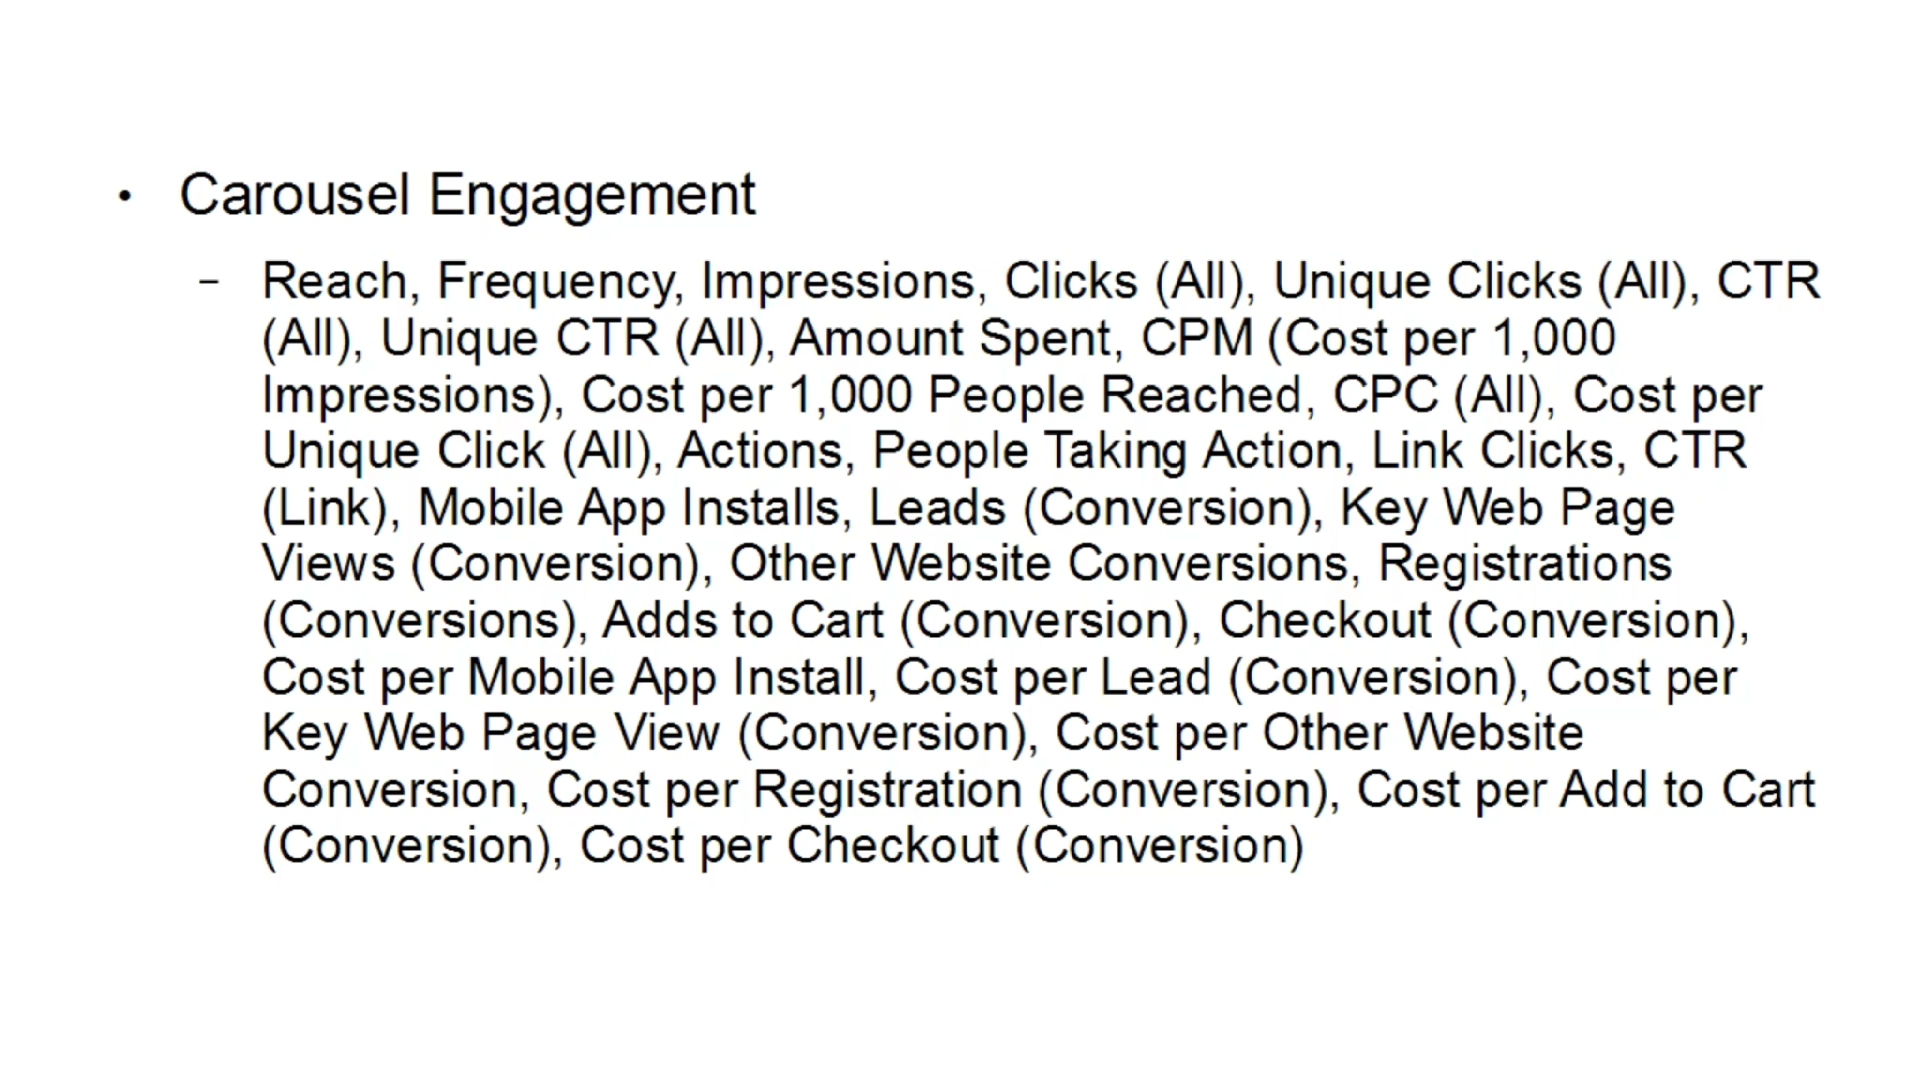 • Carousel Engagement
– Reach, Frequency, Impressions, Clicks (All), Unique Clicks (All), CTR
(All), Unique CTR (All), Amount Spent, CPM (Cost per 1,000
Impressions), Cost per 1,000 People Reached, CPC (All), Cost per
Unique Click (All), Actions, People Taking Action, Link Clicks, CTR
(Link), Mobile App Installs, Leads (Conversion), Key Web Page
Views (Conversion), Other Website Conversions, Registrations
(Conversions), Adds to Cart (Conversion), Checkout (Conversion),
Cost per Mobile App Install, Cost per Lead (Conversion), Cost per
Key Web Page View (Conversion), Cost per Other Website
Conversion, Cost per Registration (Conversion), Cost per Add to Cart
(Conversion), Cost per Checkout (Conversion)